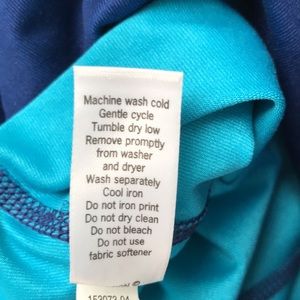 Machine wash cold
Gentle cycle
Tumble dry low
Remove promptly
from washer
and dryer
Wash separately
Cool iron
Do not iron print
Do not dry clean
Do not bleach
Do not use
fabric softener